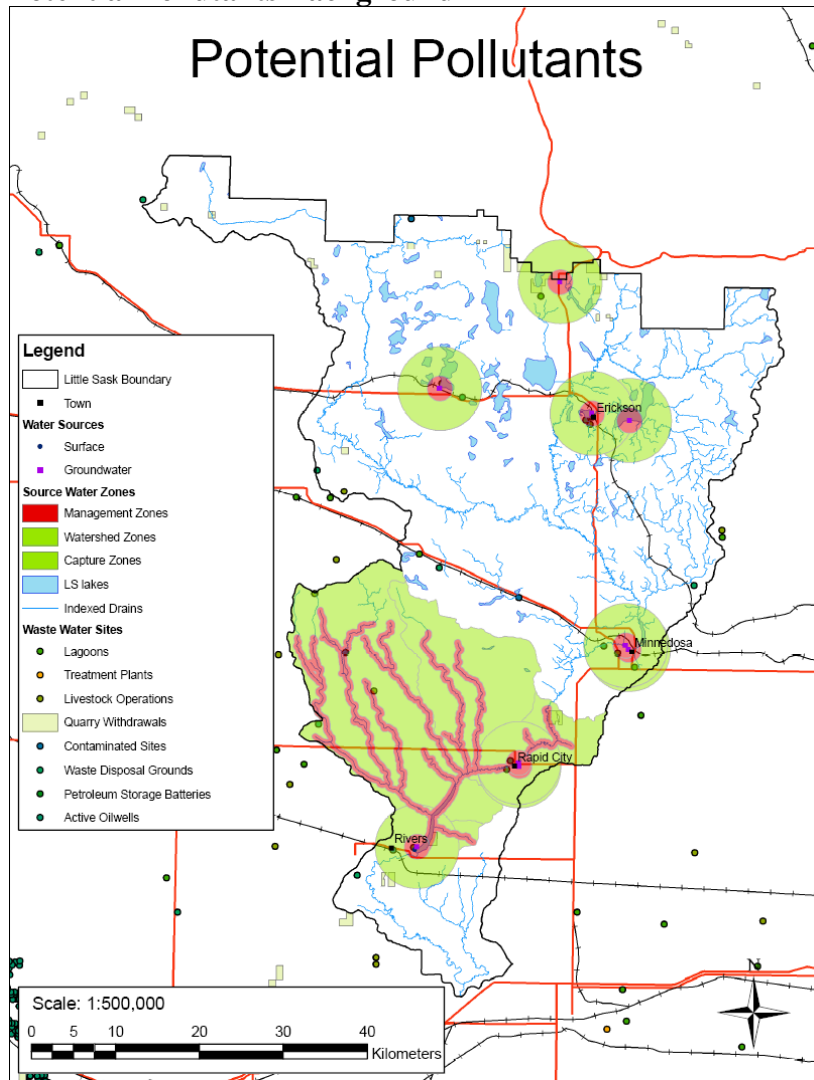 Potential Pollutants
Erickson
Legend
Little Sask Boundary
Town
Water Sources
Surface
Groundwater
Source Water Zones
Management Zones
Watershed Zones
Capture Zones
LS lakes
Indexed Drains
Waste Water Sites
Lagoons
Treatment Plants
Livestock Operations
Quarry Withdrawals
Contaminated Sites
Waste Disposal Grounds
Petroleum Storage Batteries
Active Oilwells
Minnedosa
Rapid City
Rivers
N
Scale: 1:500,000
0 5 10 20 30 40
Kilometers